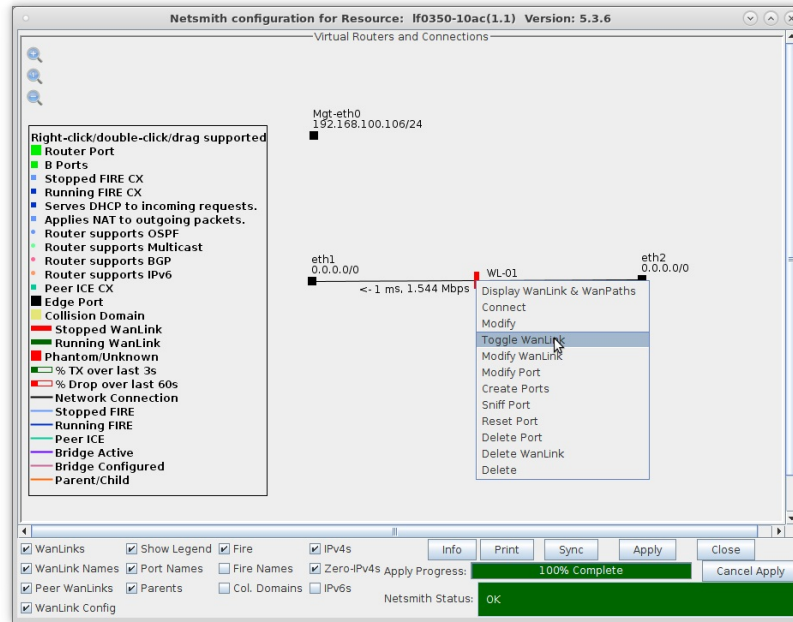 Netsmith configuration for Resource: lf0350-10ac(1.1) Version: 5.3.6
Virtual Routers and Connections
Mgt-eth0
192.168.100.106/24
Right-click/double-click/drag supported
Router Port
B Ports
Stopped FIRE CX
Running FIRE CX
Serves DHCP to incoming requests.
Applies NAT to outgoing packets.
Router supports OSPF
Router supports Multicast
Router supports BGP
Router supports IPv6
Peer ICE CX
Edge Port
Collision Domain
Stopped WanLink
Running WanLink
Phantom/Unknown
% TX over last 3s
% Drop over last 60s
Network Connection
Stopped FIRE
Running FIRE
Peer ICE
Bridge Active
Bridge Configured
Parent/Child
eth1
0.0.0.0/0
WL-01
eth2
0.0.0.0/0
<- 1 ms, 1.544 Mbps
Display WanLink & WanPaths
Connect
Modify
Toggle WanLink
Modify WanLink
Modify Port
Create Ports
Sniff Port
Reset Port
Delete Port
Delete WanLink
Delete
WanLinks Show Legend Fire IPv4s Info Print Sync Apply Close
WanLink Names Port Names Fire Names Zero-IPv4s Apply Progress: 100% Complete Cancel Apply
Peer WanLinks Parents Col. Domains IPv6s Netsmith Status: OK
WanLink Config